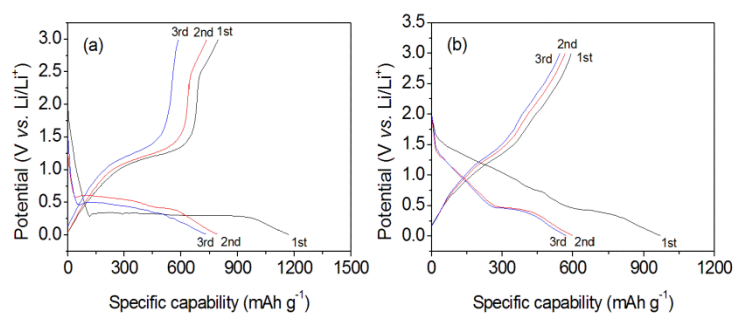 (a)
3rd 2nd 1st
3.0
2.5
2.0
1.5
1.0
0.5
0.0
Potential (V vs. Li/Li⁺)
3rd 2nd 1st
0 300 600 900 1200 1500
Specific capability (mAh g⁻¹)
(b)
2nd
3rd 1st
3.5
3.0
2.5
2.0
1.5
1.0
0.5
0.0
Potential (V vs. Li/Li⁺)
3rd 2nd 1st
0 300 600 900 1200
Specific capability (mAh g⁻¹)